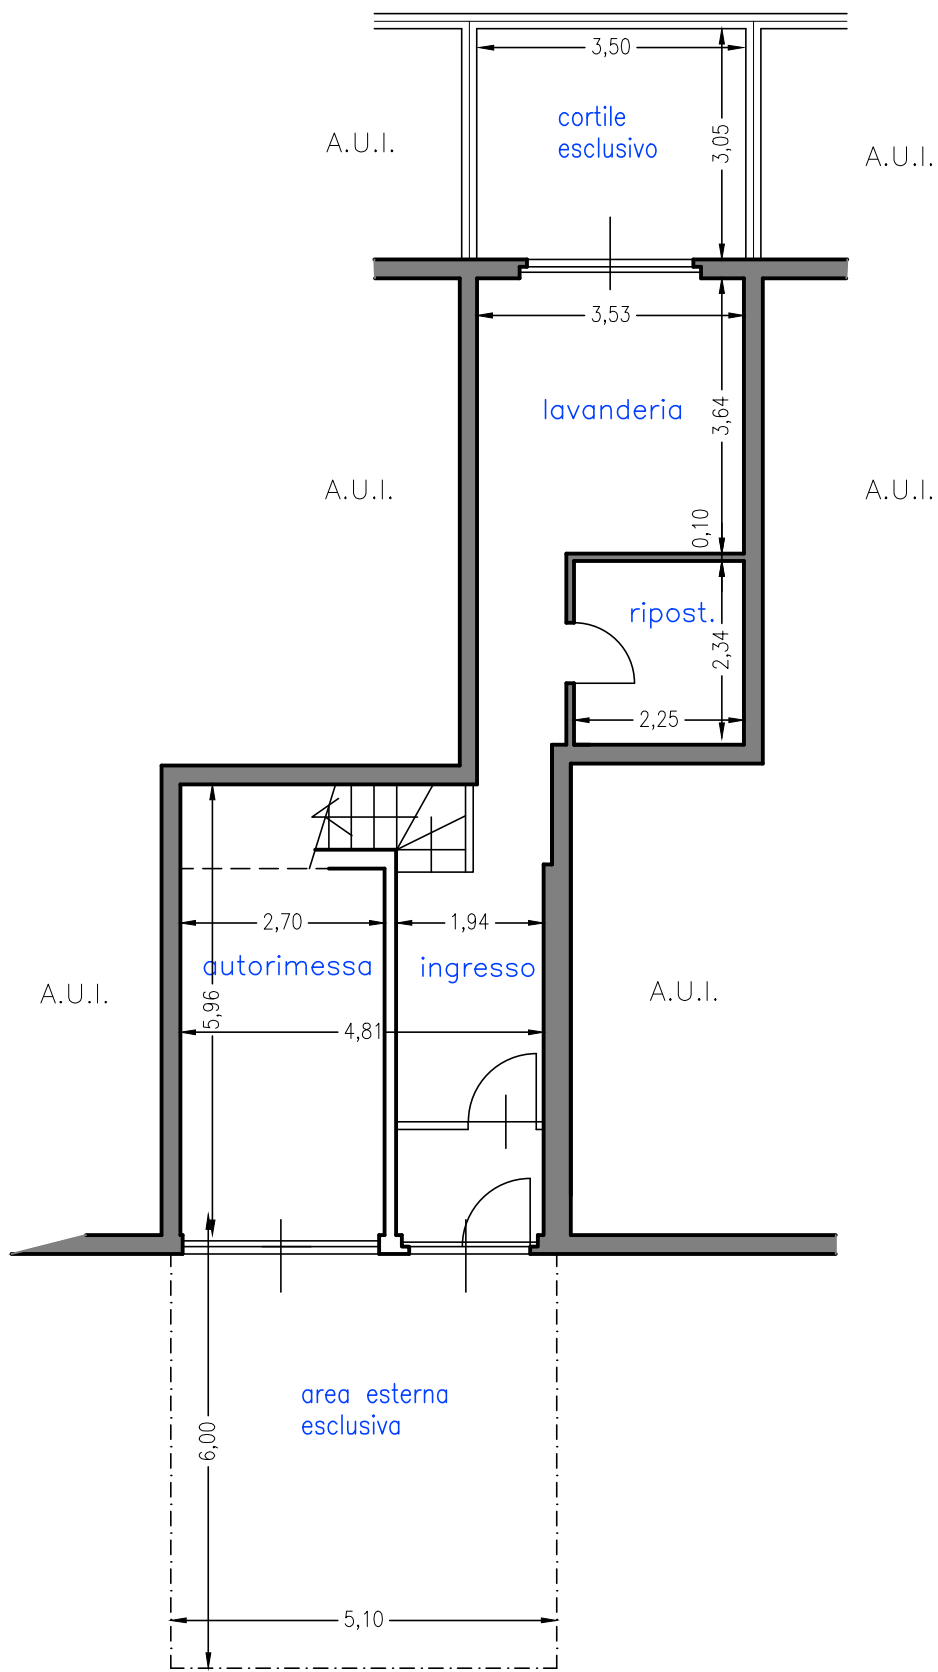 3,50
cortile
esclusivo
3,05
A.U.I.
A.U.I.
3,53
lavanderia
3,64
A.U.I.
A.U.I.
0,10
ripost.
2,34
2,25
2,70
1,94
autorimessa
ingresso
5,96
A.U.I.
A.U.I.
4,81
area esterna
esclusiva
6,00
5,10